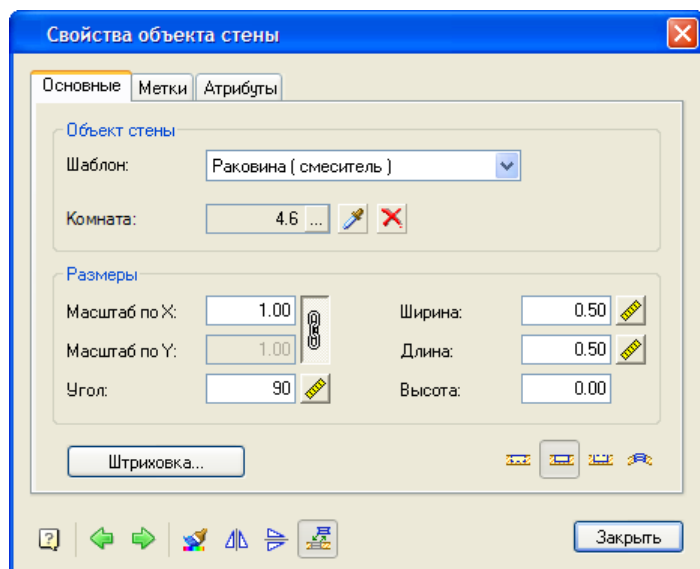 Свойства объекта стены
Основные Метки Атрибуты
Объект стены
Шаблон: Раковина ( смеситель )
Комната: 4.6 ...
Размеры
Масштаб по X: 1.00 Ширина: 0.50
Масштаб по Y: 1.00 Длина: 0.50
Угол: 90 Высота: 0.00
Штриховка...
Закрыть